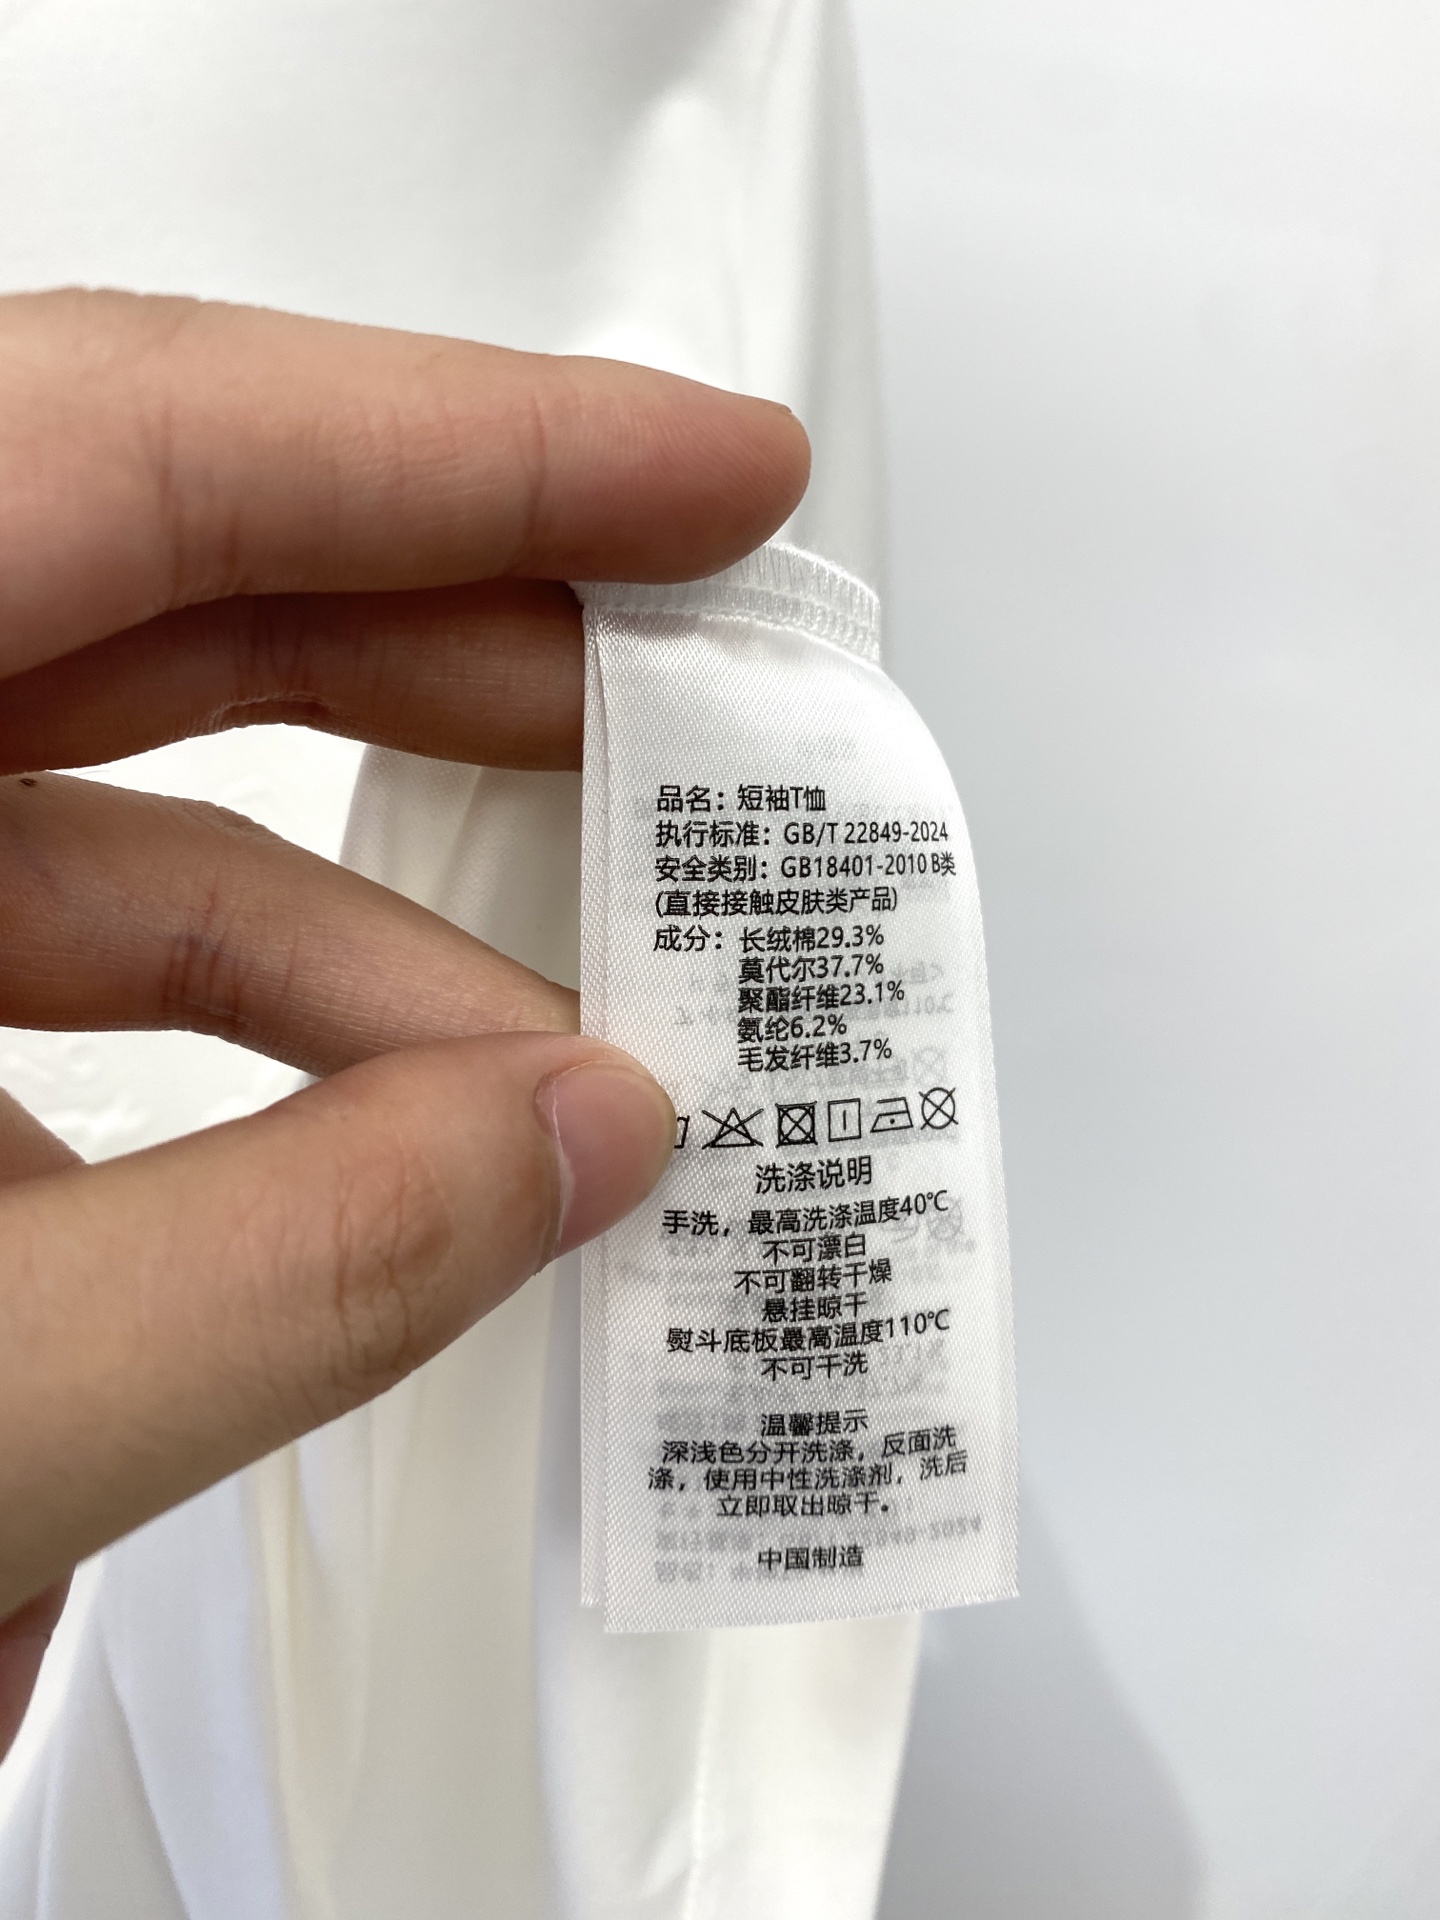 品名：短袖T恤
执行标准：GB/T 22849-2024
安全类别：GB18401-2010 B类
(直接接触皮肤类产品)
成分：长绒棉29.3%
莫代尔37.7%
聚酯纤维23.1%
氨纶6.2%
毛发纤维3.7%
洗涤说明
手洗，最高洗涤温度40℃
不可漂白
不可翻转干燥
悬挂晾干
熨斗底板最高温度110℃
不可干洗
温馨提示
深浅色分开洗涤，反面洗
涤，使用中性洗涤剂，洗后
立即取出晾干。
中国制造